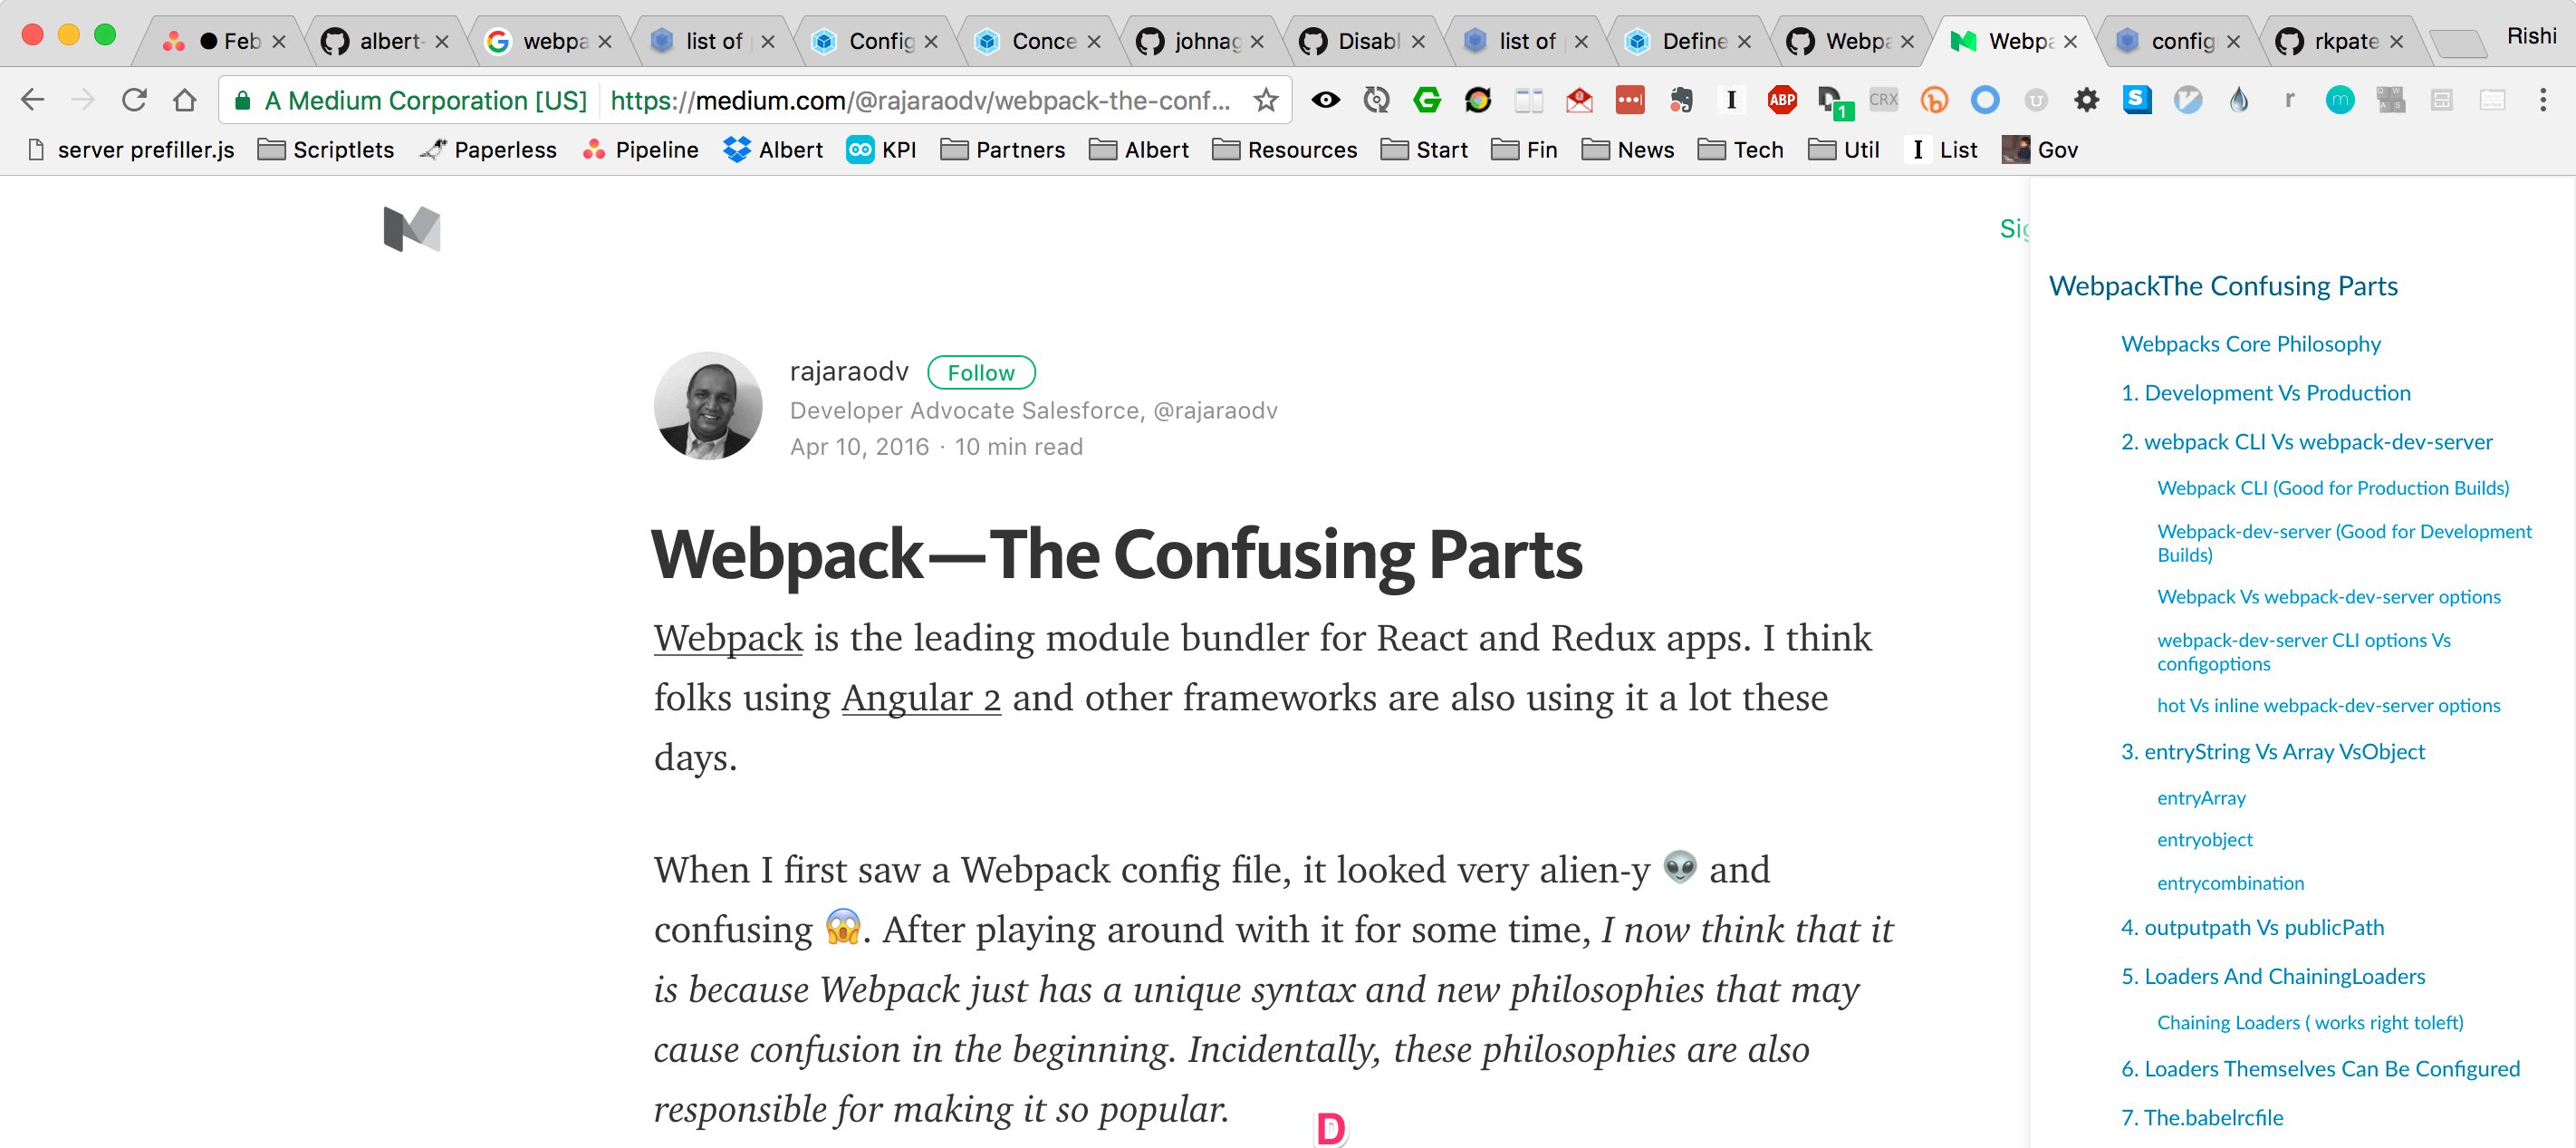 Feb
albert-
webpa
list of
Config
Conce
johnag
Disabl
list of
Define
Webpa
Webpa
config
rkpate
Rishi
A Medium Corporation [US] https://medium.com/@rajaraodv/webpack-the-conf...
ABP
1
CRX
server prefiller.js Scriptlets Paperless Pipeline Albert KPI Partners Albert Resources Start Fin News Tech Util List Gov
Sig
rajaraodv Follow
Developer Advocate Salesforce, @rajaraodv
Apr 10, 2016 · 10 min read
Webpack—The Confusing Parts
Webpack is the leading module bundler for React and Redux apps. I think
folks using Angular 2 and other frameworks are also using it a lot these
days.
When I first saw a Webpack config file, it looked very alien-y 👽 and
confusing 😱. After playing around with it for some time, I now think that it
is because Webpack just has a unique syntax and new philosophies that may
cause confusion in the beginning. Incidentally, these philosophies are also
responsible for making it so popular.
D
WebpackThe Confusing Parts
Webpacks Core Philosophy
1. Development Vs Production
2. webpack CLI Vs webpack-dev-server
Webpack CLI (Good for Production Builds)
Webpack-dev-server (Good for Development
Builds)
Webpack Vs webpack-dev-server options
webpack-dev-server CLI options Vs
configoptions
hot Vs inline webpack-dev-server options
3. entryString Vs Array VsObject
entryArray
entryobject
entrycombination
4. outputpath Vs publicPath
5. Loaders And ChainingLoaders
Chaining Loaders ( works right toleft)
6. Loaders Themselves Can Be Configured
7. The.babelrcfile